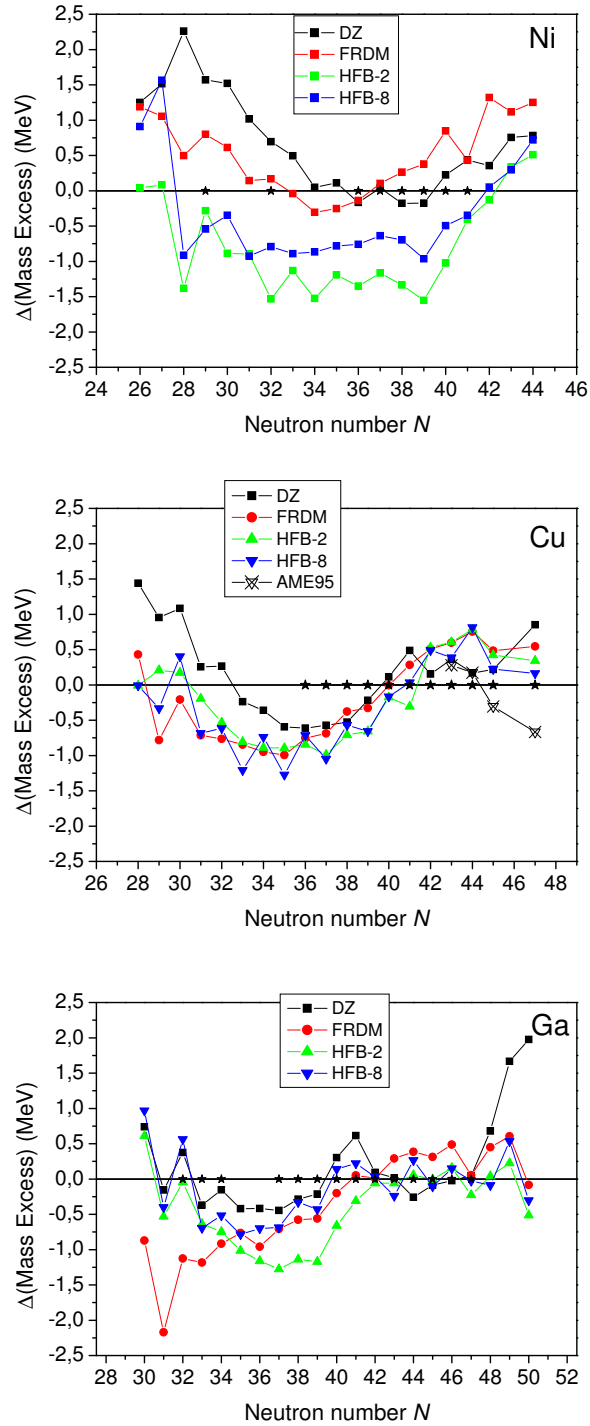 Ni
DZ
FRDM
HFB-2
HFB-8
2,5
2,0
1,5
1,0
0,5
0,0
-0,5
-1,0
-1,5
-2,0
-2,5
Δ(Mass Excess) (MeV)
24 26 28 30 32 34 36 38 40 42 44 46
Neutron number N
Cu
DZ
FRDM
HFB-2
HFB-8
AME95
2,5
2,0
1,5
1,0
0,5
0,0
-0,5
-1,0
-1,5
-2,0
-2,5
Δ(Mass Excess) (MeV)
26 28 30 32 34 36 38 40 42 44 46 48
Neutron number N
Ga
DZ
FRDM
HFB-2
HFB-8
2,5
2,0
1,5
1,0
0,5
0,0
-0,5
-1,0
-1,5
-2,0
-2,5
Δ(Mass Excess) (MeV)
28 30 32 34 36 38 40 42 44 46 48 50 52
Neutron number N